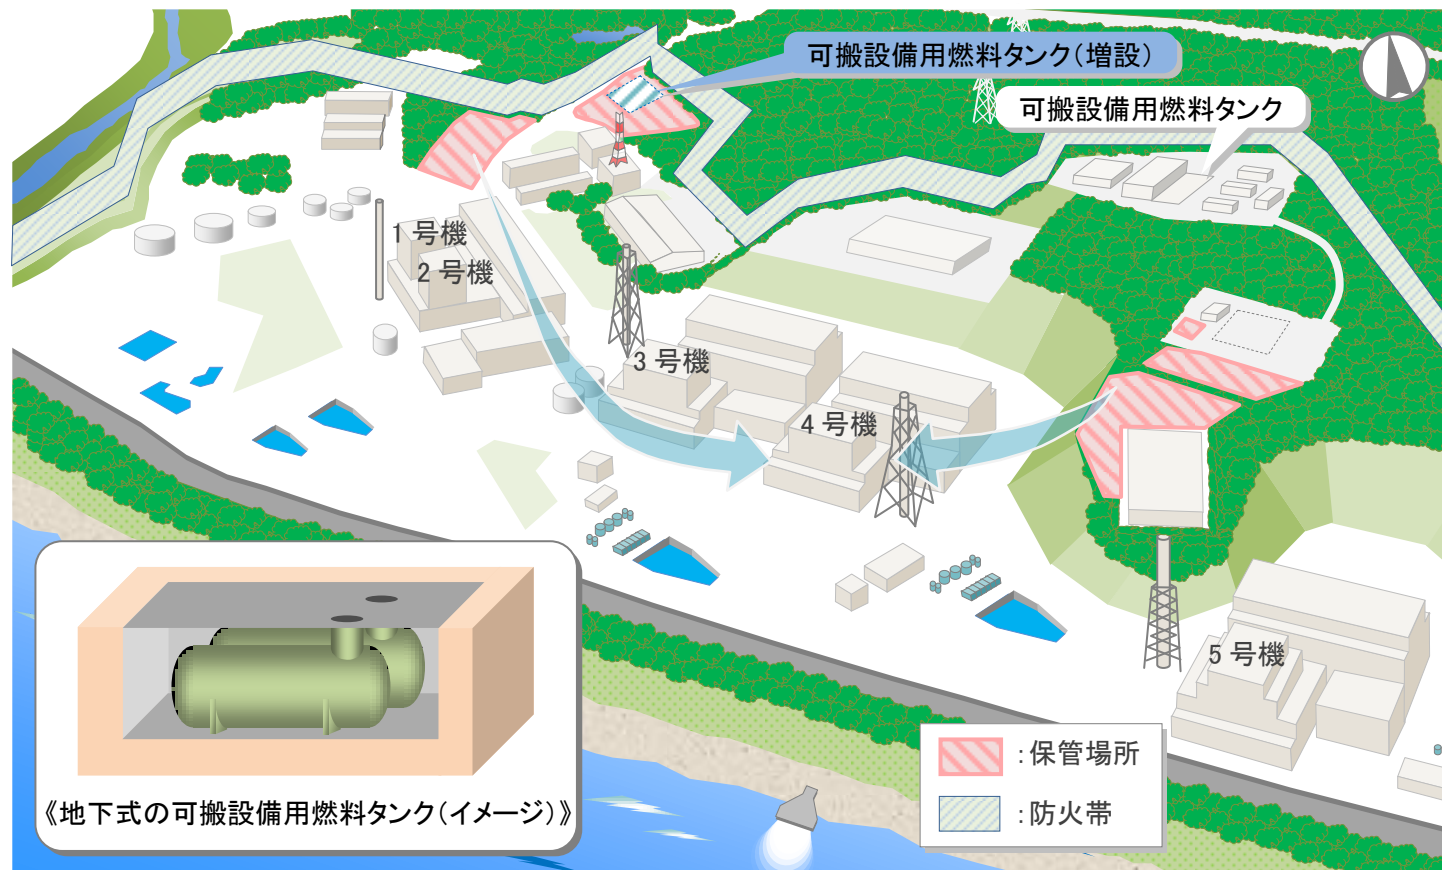 可搬設備用燃料タンク（増設）
可搬設備用燃料タンク
1 号機
2 号機
3 号機
4 号機
5 号機
：保管場所
：防火帯
《地下式の可搬設備用燃料タンク（イメージ）》